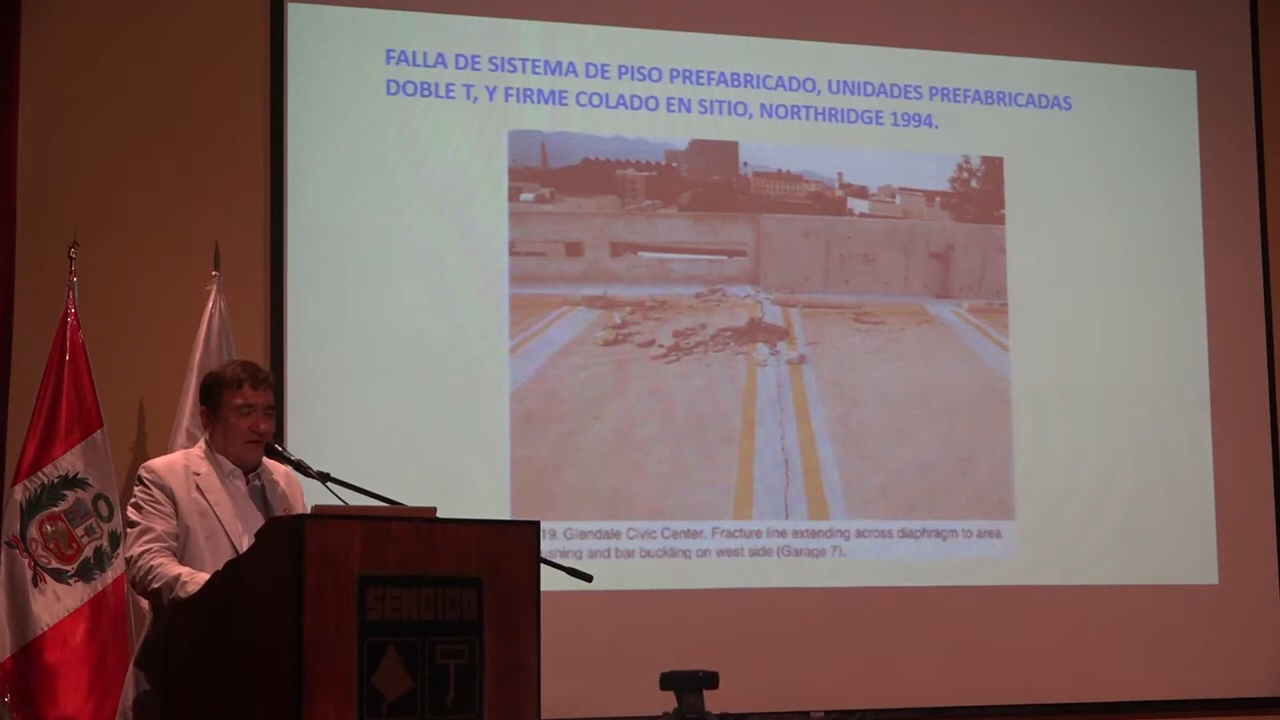 FALLA DE SISTEMA DE PISO PREFABRICADO, UNIDADES PREFABRICADAS
DOBLE T, Y FIRME COLADO EN SITIO, NORTHRIDGE 1994.
19. Glendale Civic Center. Fracture line extending across diaphragm to area
and bar buckling on west side (Garage 7).
SENCICO